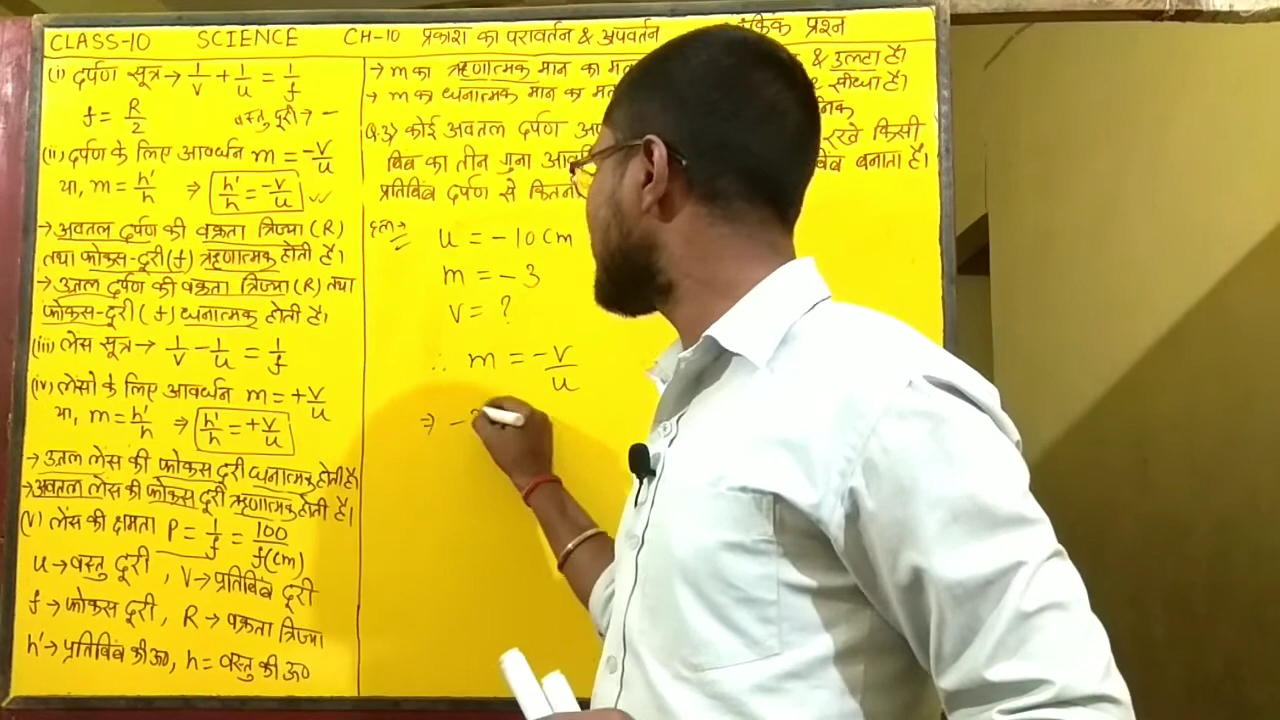 CLASS-10 SCIENCE CH-10 प्रकाश का परावर्तन & अपवर्तन प्रश्न
(i) दर्पण सूत्र → 1/v + 1/u = 1/f
f = R/2 वस्तु दूरी → -
(ii) दर्पण के लिए आवर्धन m = -v/u
या, m = h'/h ⇒ h'/h = -v/u
→ अवतल दर्पण की वक्रता त्रिज्या (R)
तथा फोकस-दूरी (f) ऋणात्मक होती है।
→ उत्तल दर्पण की वक्रता त्रिज्या (R) तथा
फोकस-दूरी (f) धनात्मक होती है।
(iii) लेंस सूत्र → 1/v - 1/u = 1/f
(iv) लेंसो के लिए आवर्धन m = +v/u
या, m = h'/h ⇒ h'/h = +v/u
→ उत्तल लेंस की फोकस दूरी धनात्मक होती है
→ अवतल लेंस की फोकस दूरी ऋणात्मक होती है।
(v) लेंस की क्षमता P = 1/f = 100/f(cm)
u → वस्तु दूरी, v → प्रतिबिंब दूरी
f → फोकस दूरी, R → वक्रता त्रिज्या
h' → प्रतिबिंब की ऊ०, h = वस्तु की ऊ०
→ m का ऋणात्मक मान का & उलटा है।
→ m का धनात्मक मान का सीधा है।
Q.3) कोई अवतल दर्पण रखे किसी
बिंब का तीन गुना बनाता है।
प्रतिबिंब दर्पण से
हल →
u = -10 cm
m = -3
v = ?
∴ m = -v/u
⇒ -